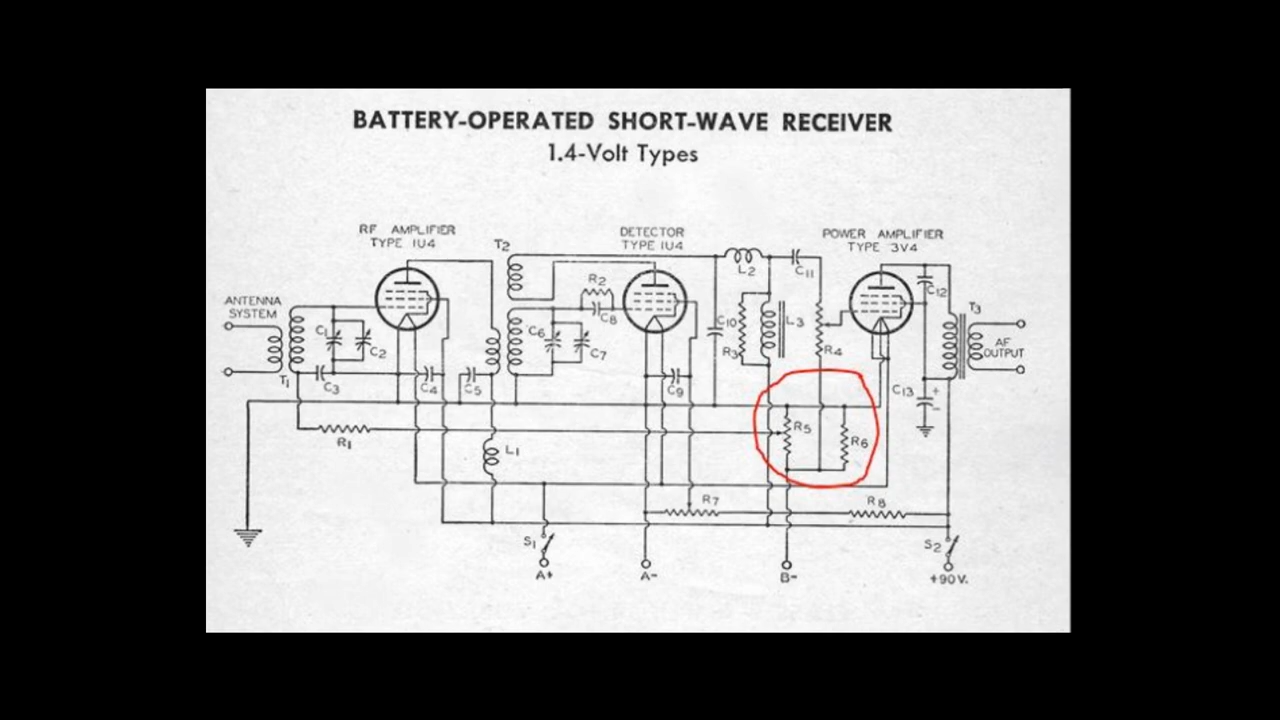 BATTERY-OPERATED SHORT-WAVE RECEIVER
1.4-Volt Types
RF AMPLIFIER
TYPE 1U4
T2
DETECTOR
TYPE 1U4
POWER AMPLIFIER
TYPE 3V4
ANTENNA
SYSTEM
C1
C2
C3
T1
C4
C5
R2
C8
C6
C7
L2
C11
C10
R3
L3
R4
C12
T3
AF
OUTPUT
C9
C13
+
-
R1
L1
R5
R6
R7
R8
S1
S2
A+
A-
B-
+90V.